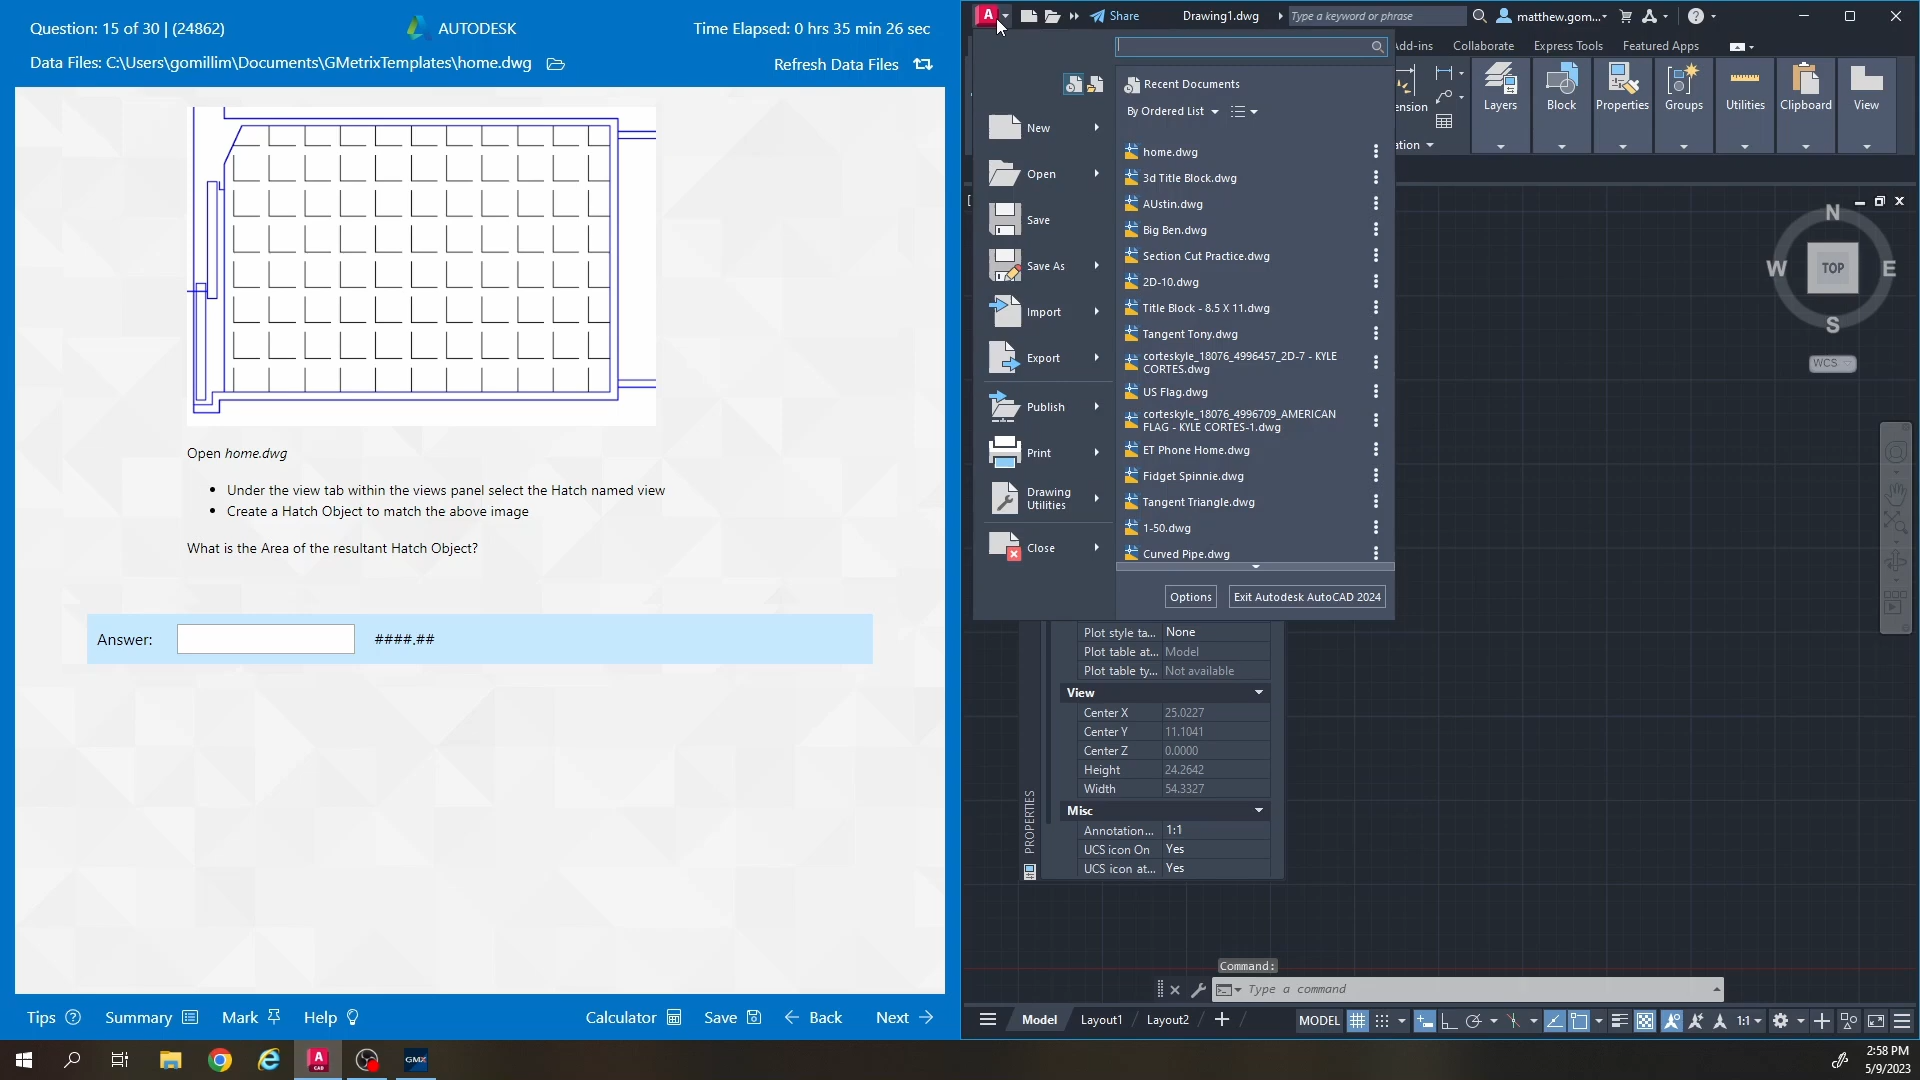 Question: 15 of 30 | (24862)
AUTODESK
Time Elapsed: 0 hrs 35 min 26 sec
Data Files: C:\Users\gomillim\Documents\GMetrixTemplates\home.dwg
Refresh Data Files
Open home.dwg
Under the view tab within the views panel select the Hatch named view
Create a Hatch Object to match the above image
What is the Area of the resultant Hatch Object?
Answer:
####.##
Tips
Summary
Mark
Help
Calculator
Save
Back
Next
A
Share
Drawing1.dwg
Type a keyword or phrase
matthew.gom...
Add-ins
Collaborate
Express Tools
Featured Apps
Layers
Block
Properties
Groups
Utilities
Clipboard
View
Recent Documents
By Ordered List
New
Open
Save
Save As
Import
Export
Publish
Print
Drawing
Utilities
Close
home.dwg
3d Title Block.dwg
AUstin.dwg
Big Ben.dwg
Section Cut Practice.dwg
2D-10.dwg
Title Block - 8.5 X 11.dwg
Tangent Tony.dwg
corteskyle_18076_4996457_2D-7 - KYLE
CORTES.dwg
US Flag.dwg
corteskyle_18076_4996709_AMERICAN
FLAG - KYLE CORTES-1.dwg
ET Phone Home.dwg
Fidget Spinnie.dwg
Tangent Triangle.dwg
1-50.dwg
Curved Pipe.dwg
Options
Exit Autodesk AutoCAD 2024
N
W
TOP
E
S
WCS
Plot style ta... None
Plot table at... Model
Plot table ty... Not available
View
Center X 25.0227
Center Y 11.1041
Center Z 0.0000
Height 24.2642
Width 54.3327
Misc
Annotation... 1:1
UCS icon On Yes
UCS icon at... Yes
PROPERTIES
Command:
Type a command
Model
Layout1
Layout2
MODEL
1:1
A
CAD
GMX
2:58 PM
5/9/2023